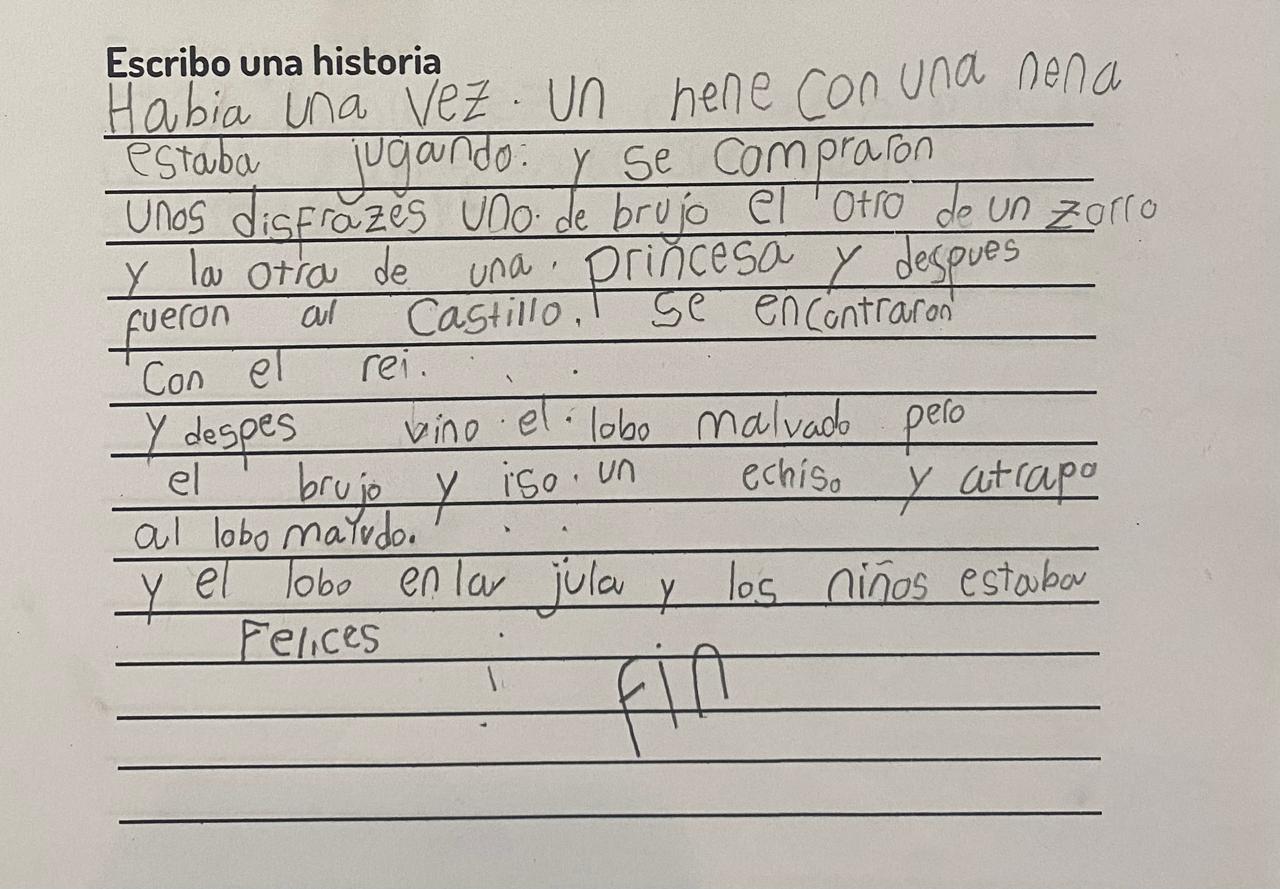 Escribo una historia
Habia una vez. un nene con una nena
estaba jugando: y se compraron
unos disfrazes uno de brujo el otro de un zorro
y la otra de una princesa y despues
fueron al castillo. se encontraron
con el rei.
y despes vino el lobo malvado pero
el brujo y iso un echiso y atrapo
al lobo malvdo.
y el lobo en lar jula y los niños estaba
Felices
fin